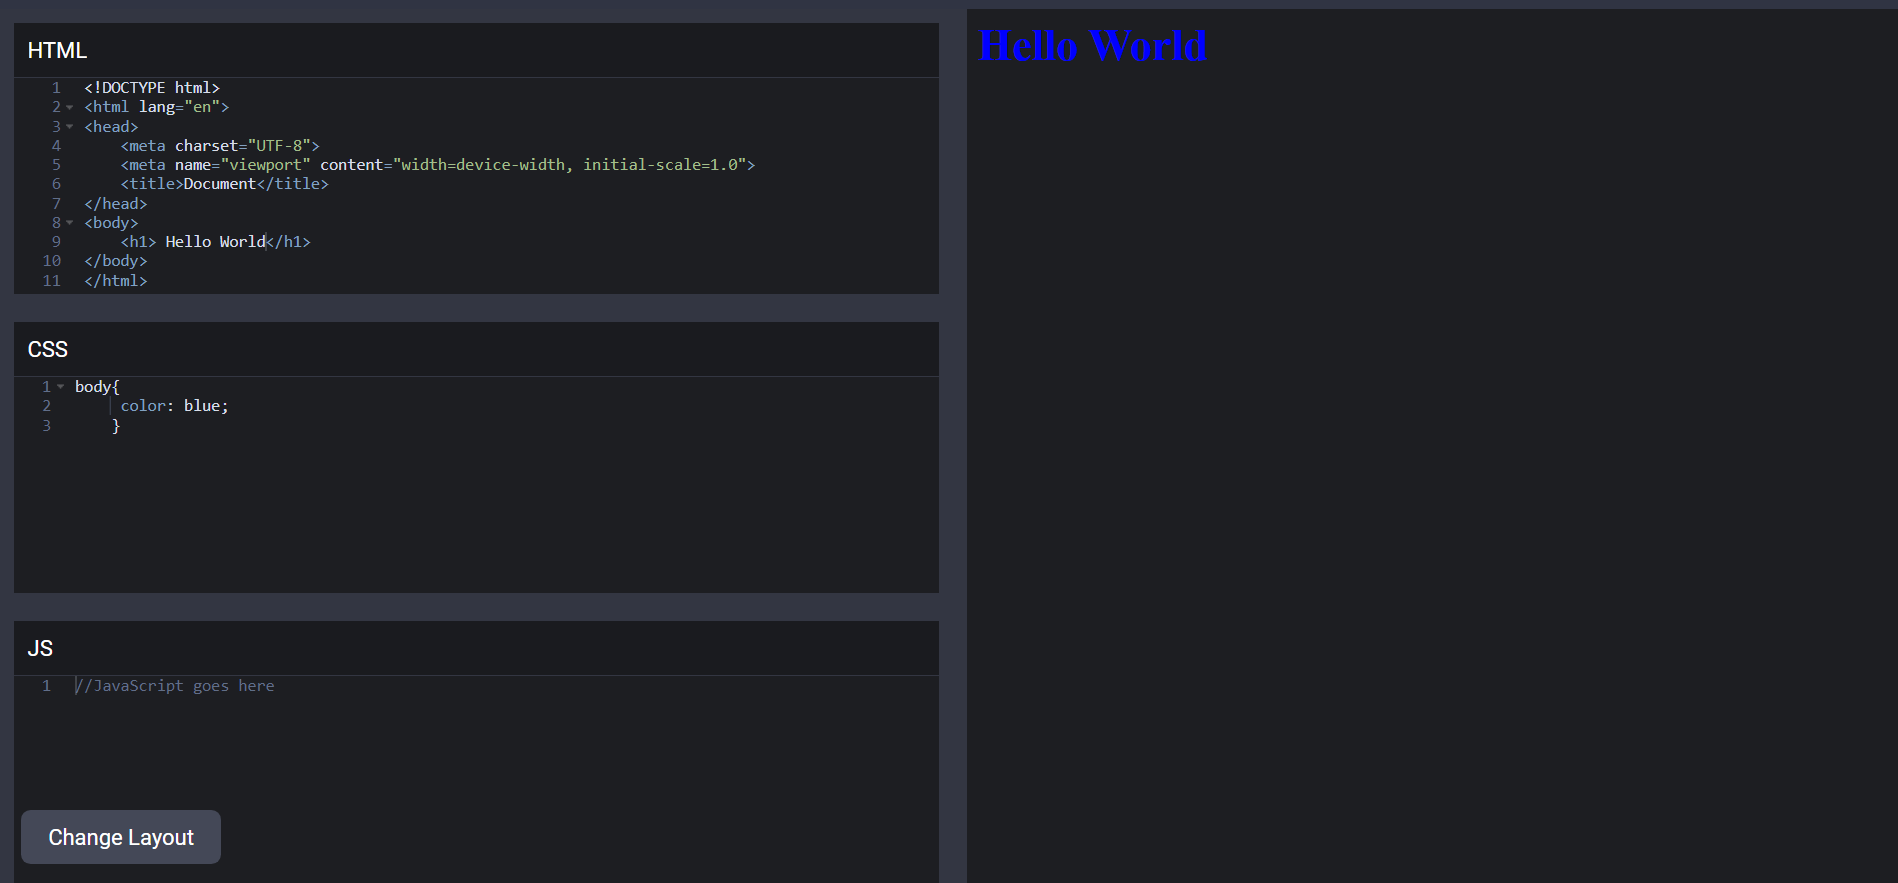 HTML
1 <!DOCTYPE html>
2 <html lang="en">
3 <head>
4     <meta charset="UTF-8">
5     <meta name="viewport" content="width=device-width, initial-scale=1.0">
6     <title>Document</title>
7 </head>
8 <body>
9     <h1> Hello World</h1>
10 </body>
11 </html>
CSS
1 body{
2      color: blue;
3     }
JS
1 //JavaScript goes here
Change Layout
Hello World